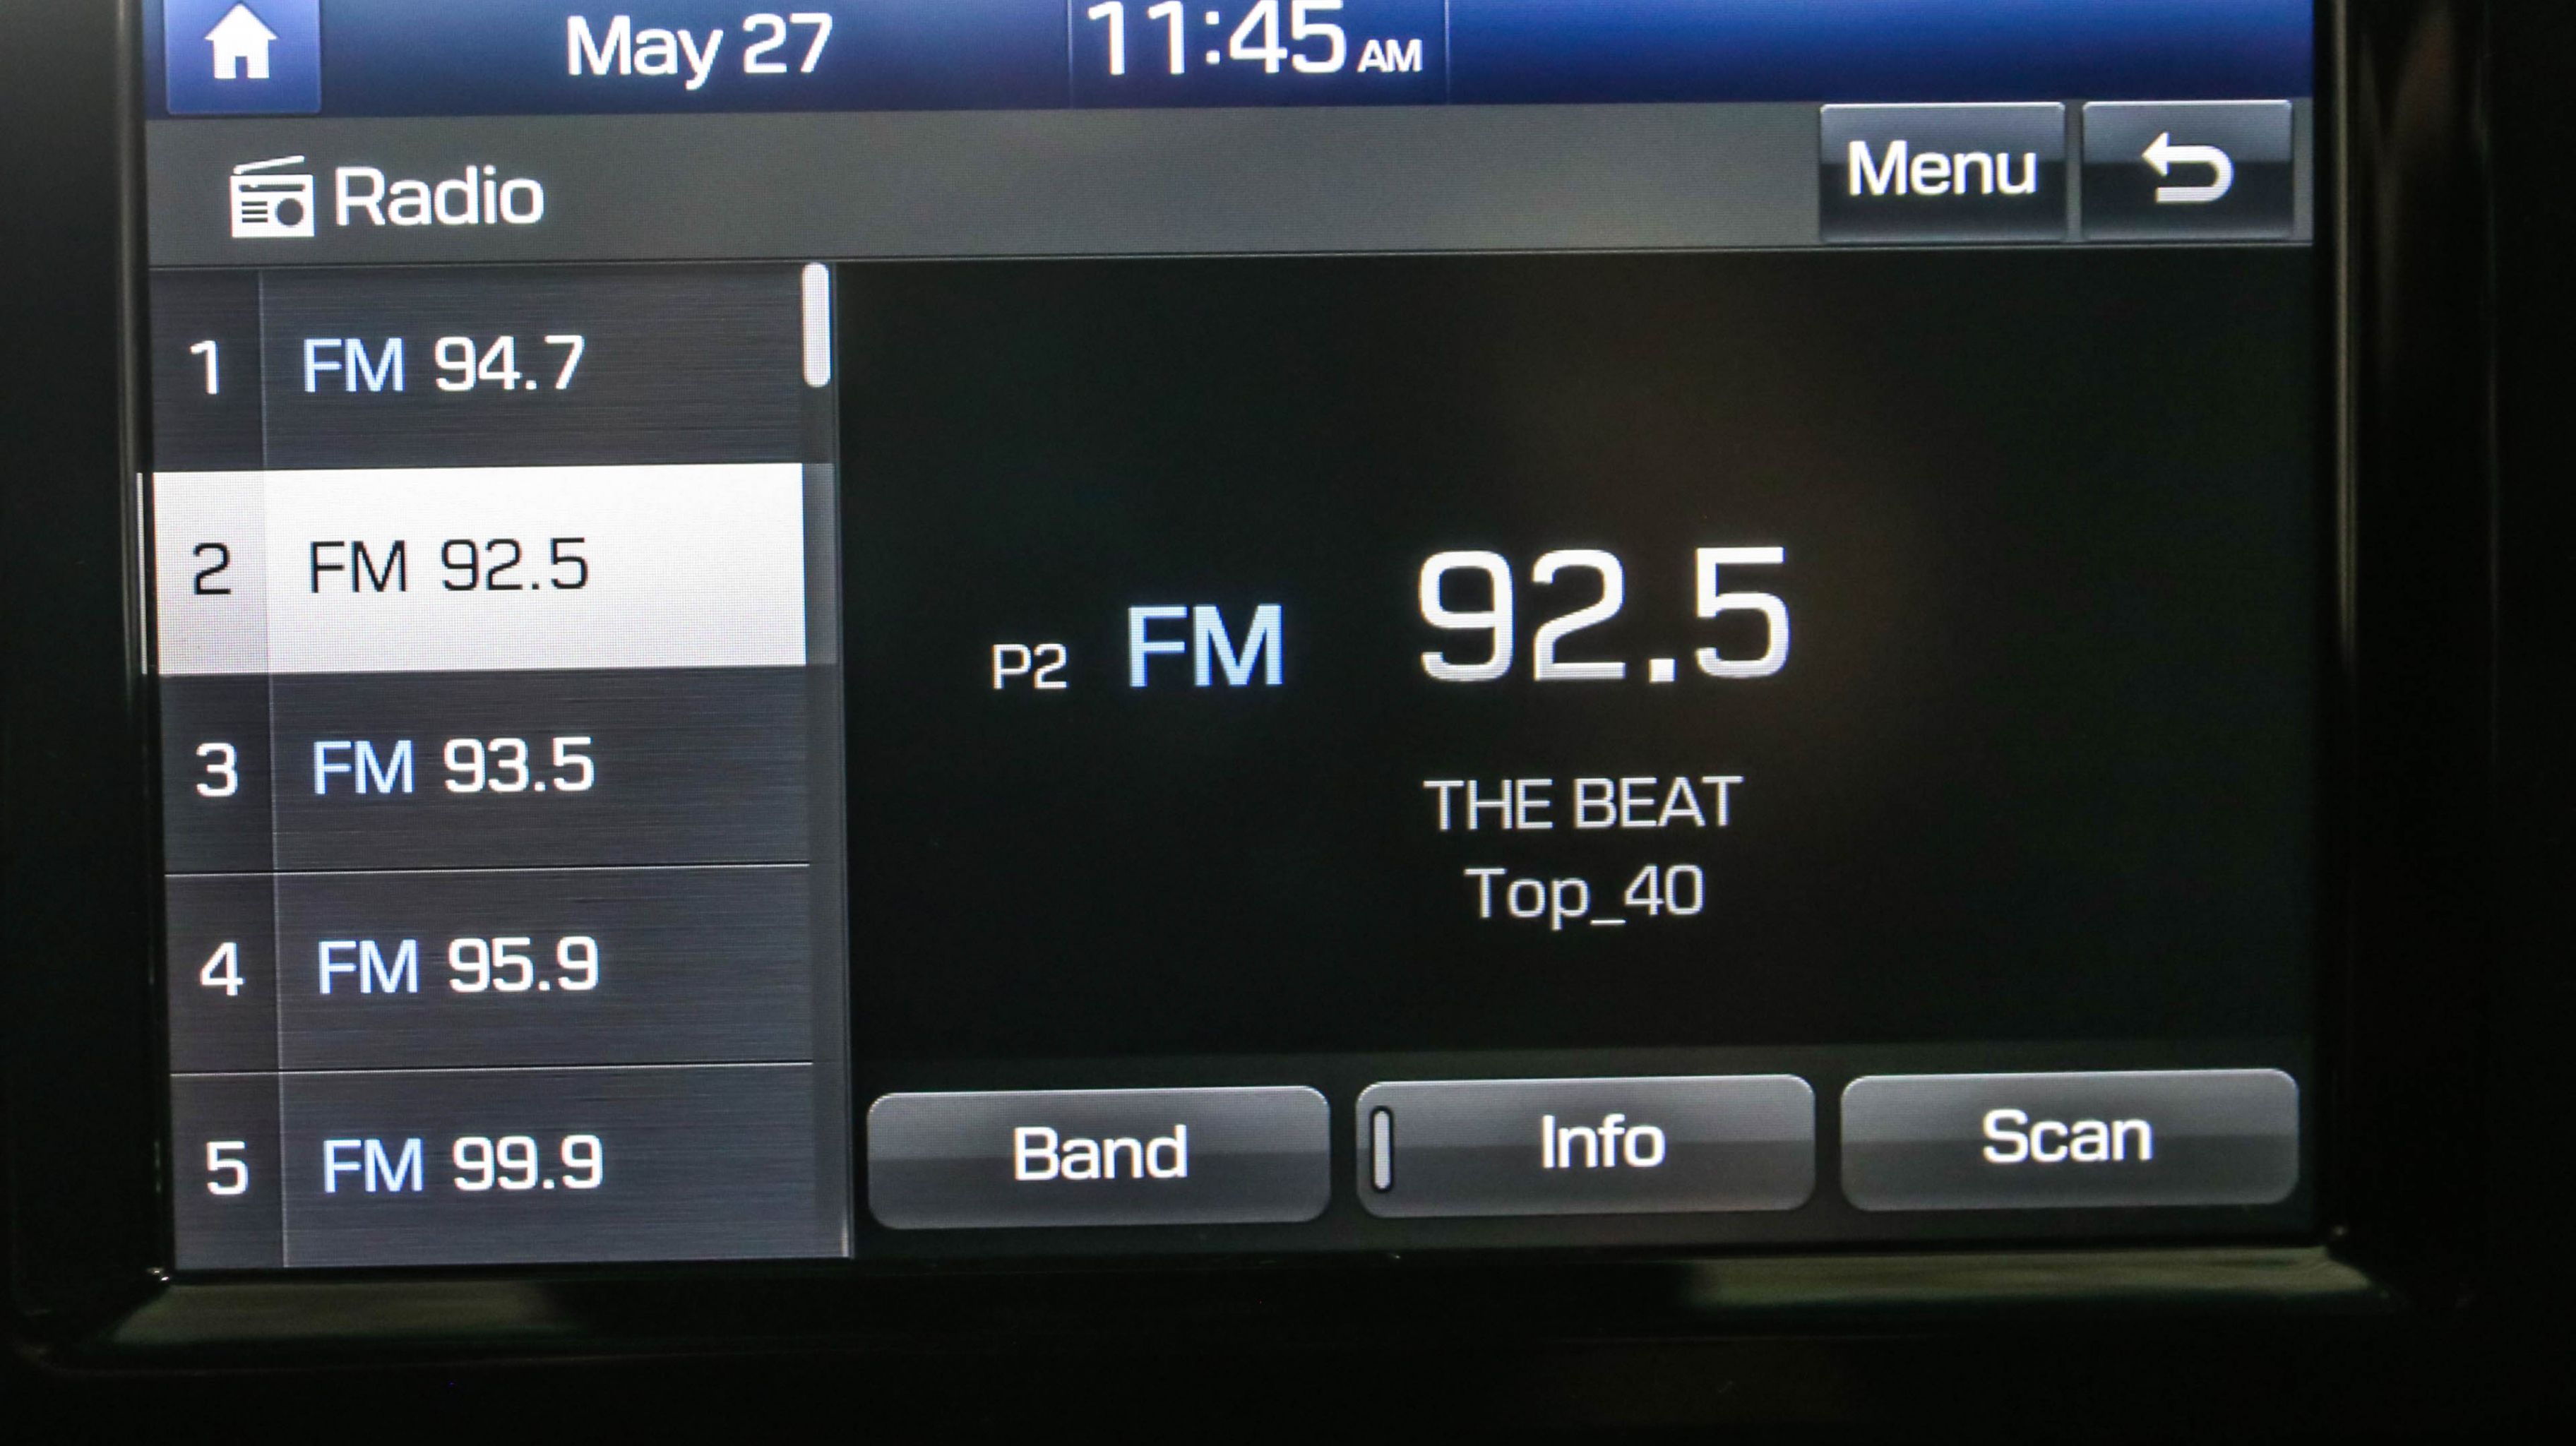 May 27 11:45 AM
Radio Menu
1 FM 94.7
2 FM 92.5
3 FM 93.5
4 FM 95.9
5 FM 99.9
P2 FM 92.5
THE BEAT
Top_40
Band Info Scan